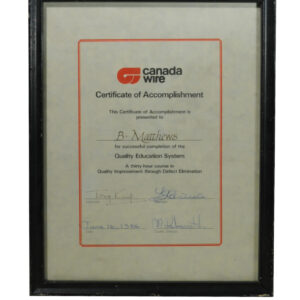 canada
wire
Certificate of Accomplishment
This Certificate of Accomplishment is
presented to
B. Matthews
for successful completion of the
Quality Education System
A thirty-hour course in
Quality Improvement through Defect Elimination